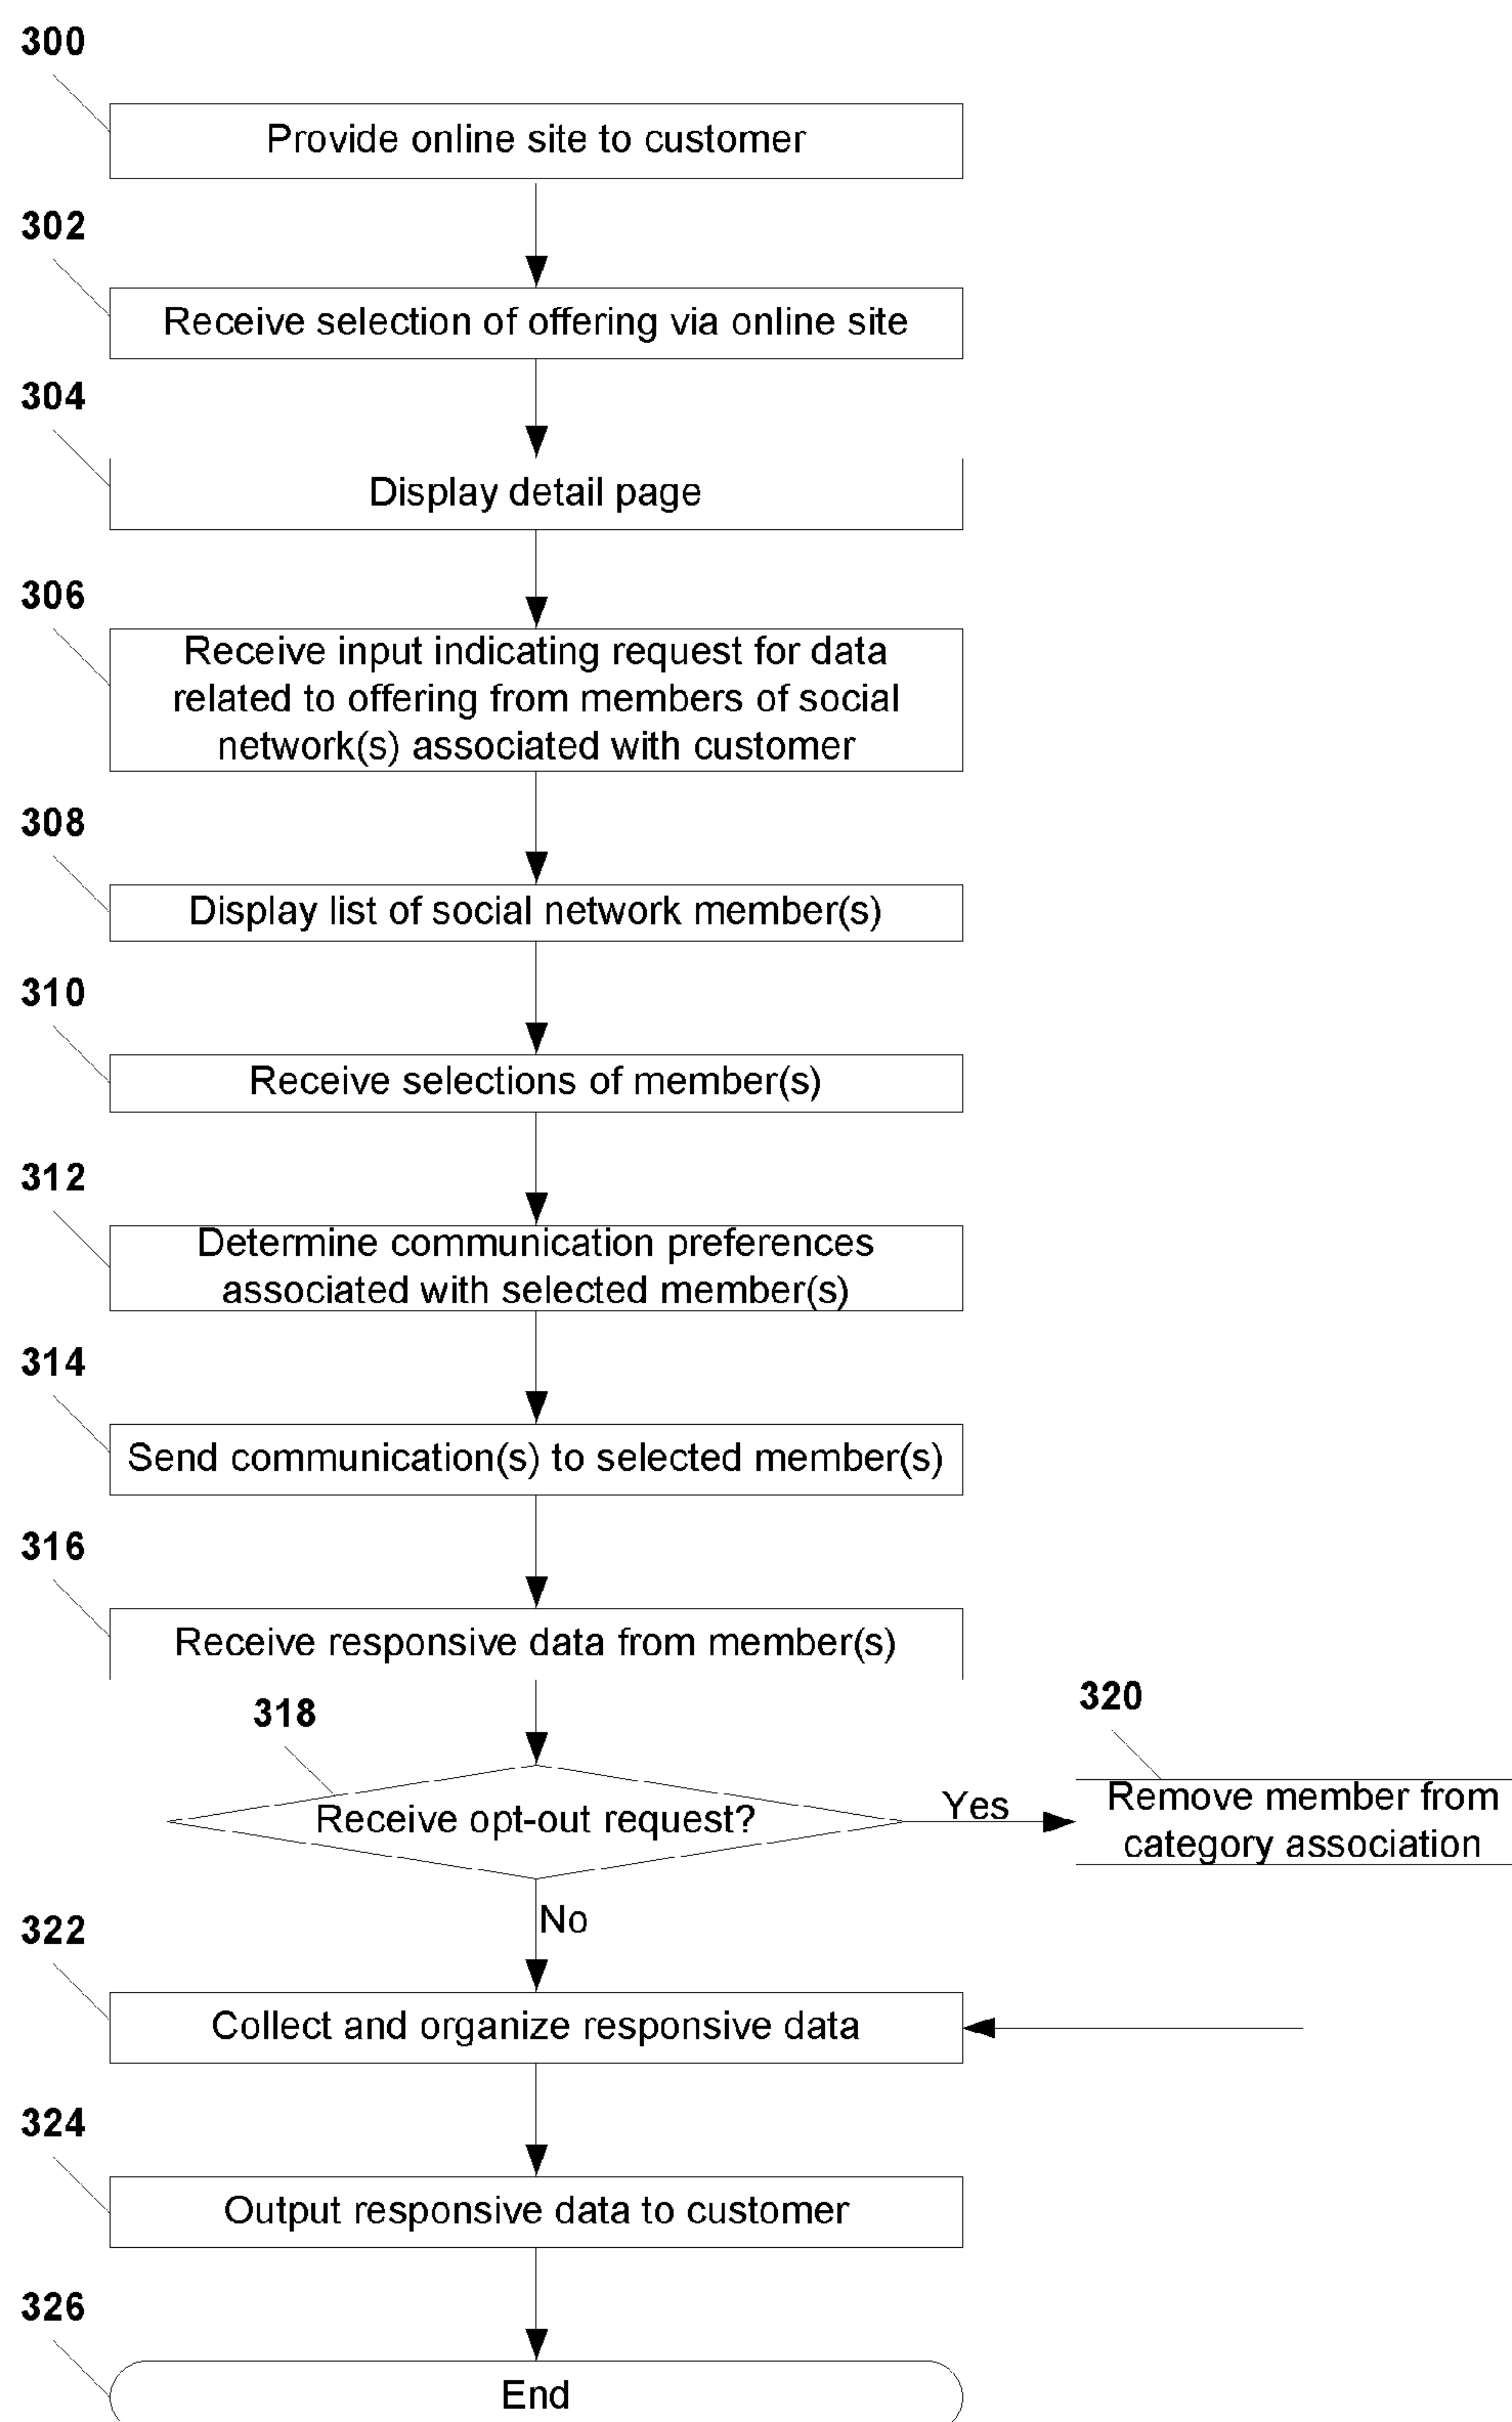 300
Provide online site to customer
302
Receive selection of offering via online site
304
Display detail page
306
Receive input indicating request for data
related to offering from members of social
network(s) associated with customer
308
Display list of social network member(s)
310
Receive selections of member(s)
312
Determine communication preferences
associated with selected member(s)
314
Send communication(s) to selected member(s)
316
Receive responsive data from member(s)
318
Receive opt-out request?
Yes
320
Remove member from
category association
No
322
Collect and organize responsive data
324
Output responsive data to customer
326
End